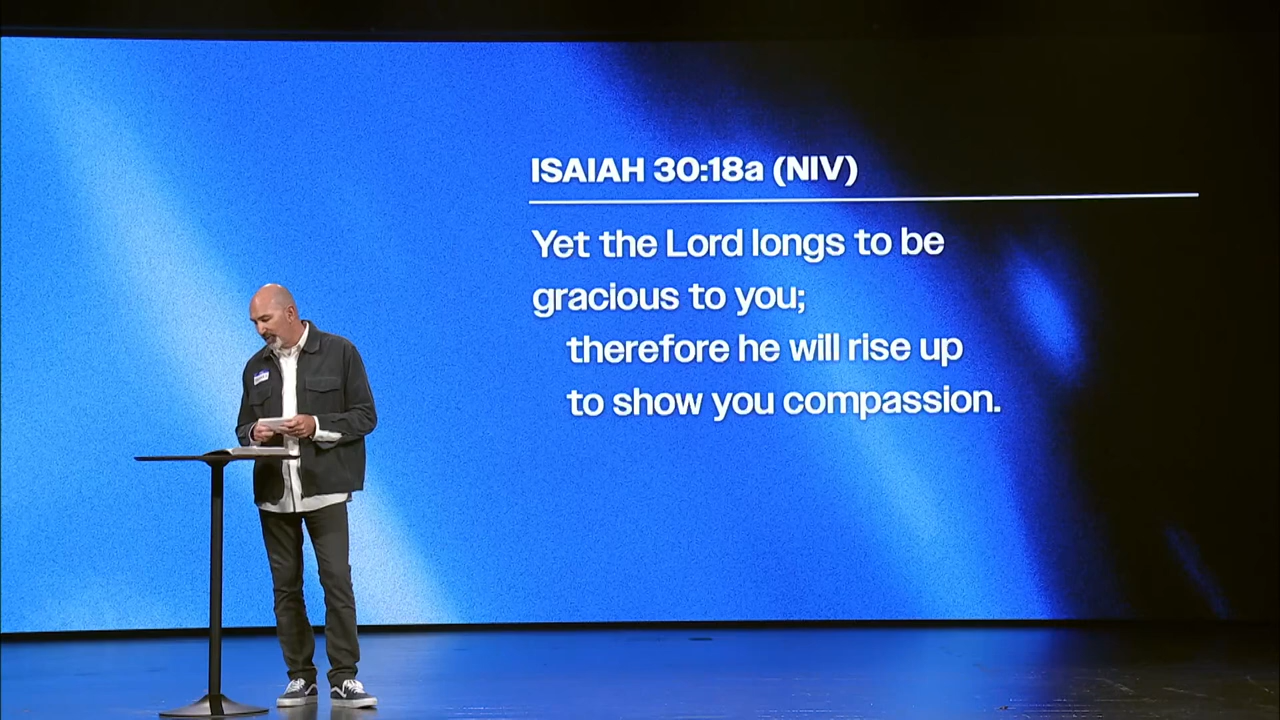 ISAIAH 30:18a (NIV)
Yet the Lord longs to be
gracious to you;
therefore he will rise up
to show you compassion.